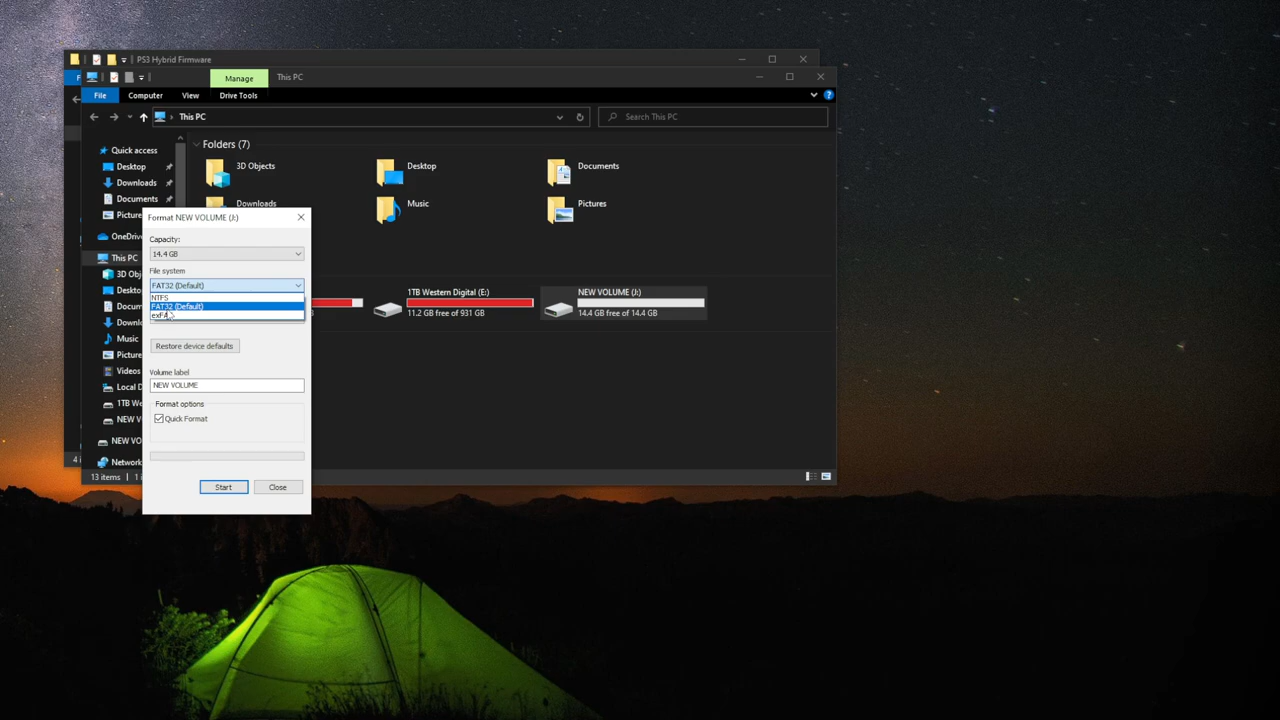 PS3 Hybrid Firmware
Manage
This PC
File
Computer
View
Drive Tools
This PC
Search This PC
Quick access
Desktop
Downloads
Documents
OneDriv
This PC
3D Obj
Deskto
Docum
Downl
Music
Picture
Videos
Local D
1TB We
NEW V
NEW VO
Network
Folders (7)
3D Objects
Desktop
Documents
Downloads
Music
Pictures
1TB Western Digital (E:)
11.2 GB free of 931 GB
NEW VOLUME (J:)
14.4 GB free of 14.4 GB
13 items
Format NEW VOLUME (J:)
Capacity:
14.4 GB
File system
FAT32 (Default)
NTFS
FAT32 (Default)
Restore device defaults
Volume label
NEW VOLUME
Format options
Quick Format
Start
Close